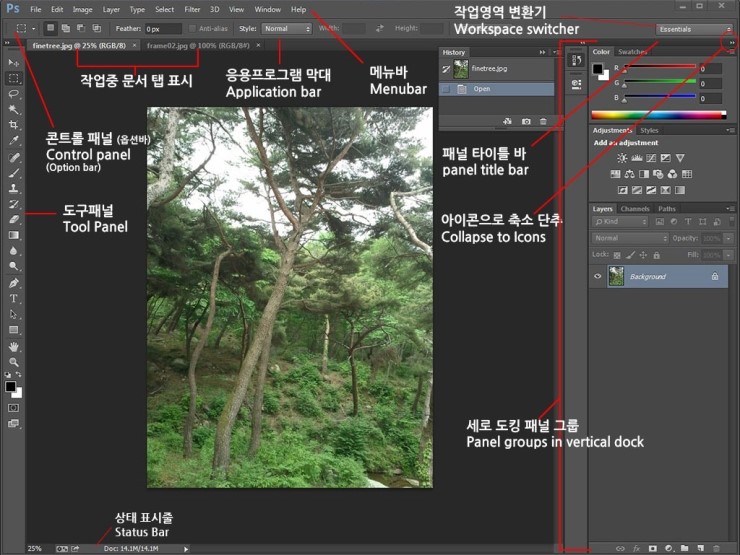 Ps File Edit Image Layer Type Select Filter 3D View Window Help
Feather: 0 px Anti-alias Style: Normal Width: Height:
작업영역 변환기
Workspace switcher
Essentials
finetree.jpg @ 25% (RGB/8) × frame02.jpg @ 100% (RGB/8#) ×
작업중 문서 탭 표시
응용프로그램 막대
Application bar
메뉴바
Menubar
History
finetree.jpg
Open
Color Swatches
R 0
G 0
B 0
콘트롤 패널 (옵션바)
Control panel
(Option bar)
패널 타이틀 바
panel title bar
Adjustments Styles
Add an adjustment
도구패널
Tool Panel
아이콘으로 축소 단추
Collapse to Icons
Layers Channels Paths
Kind
Normal Opacity: 100%
Lock: Fill: 100%
Background
세로 도킹 패널 그룹
Panel groups in vertical dock
상태 표시줄
Status Bar
25% Doc: 14.1M/14.1M